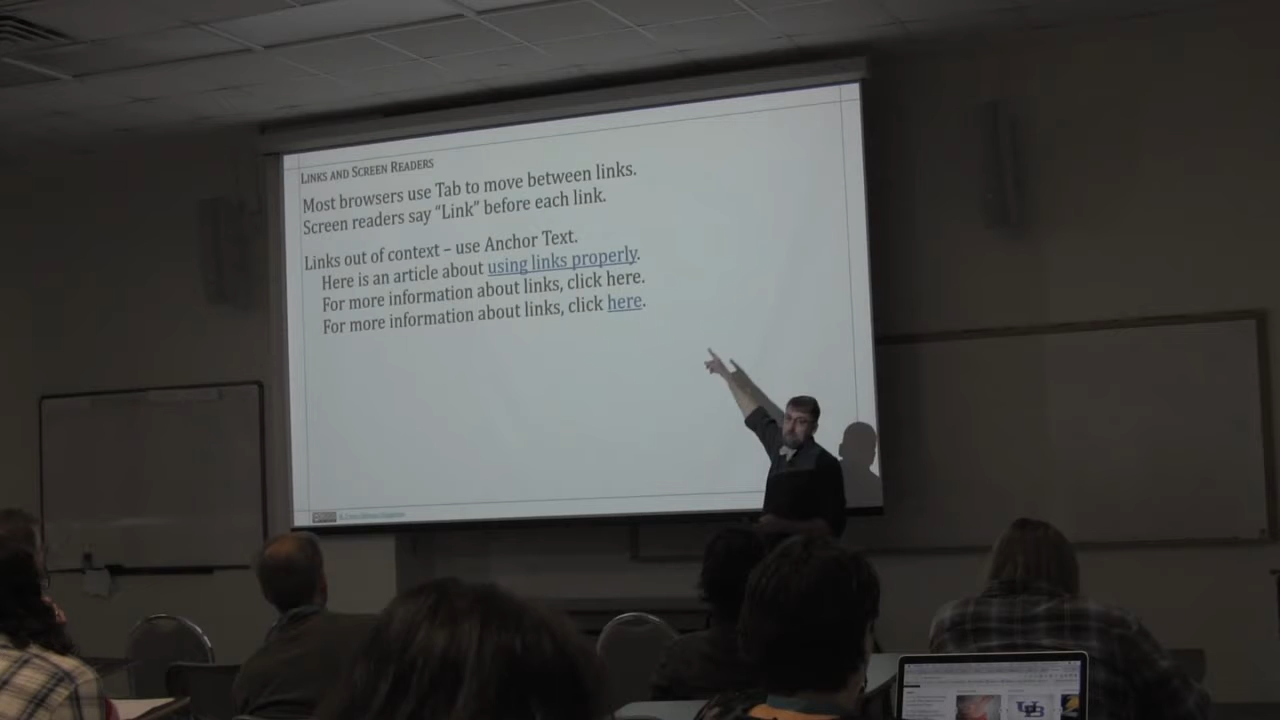 LINKS AND SCREEN READERS
Most browsers use Tab to move between links.
Screen readers say “Link” before each link.
Links out of context – use Anchor Text.
Here is an article about using links properly.
For more information about links, click here.
For more information about links, click here.
UB